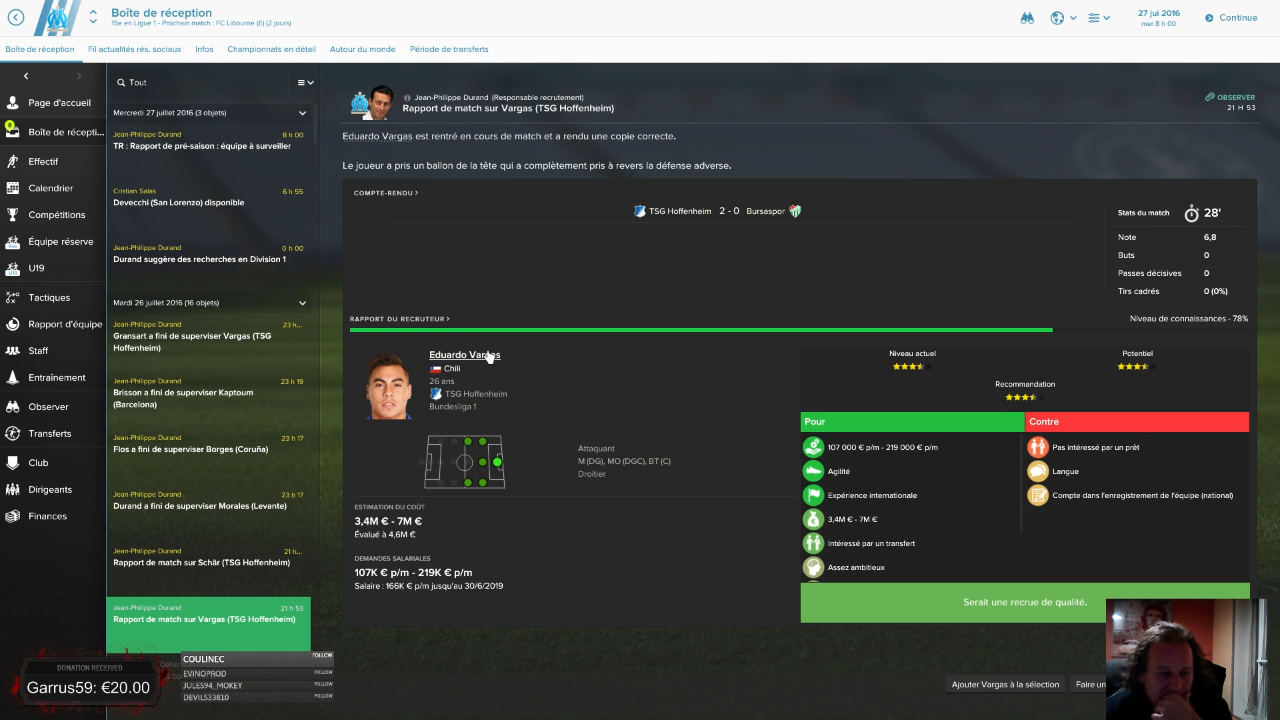 Boîte de réception
15e en Ligue 1 - Prochain match : FC Libourne (E) (2 jours)
27 jui 2016
mer 8 h 00
Continue
Boîte de réception
Fil actualités rés. sociaux
Infos
Championnats en détail
Autour du monde
Période de transferts
Page d'accueil
8
Boîte de récepti...
Effectif
Calendrier
Compétitions
Équipe réserve
U19
Tactiques
Rapport d'équipe
Staff
Entraînement
Observer
Transferts
Club
Dirigeants
Finances
Tout
Mercredi 27 juillet 2016 (3 objets)
Jean-Philippe Durand 8 h 00
TR : Rapport de pré-saison : équipe à surveiller
Cristian Salas 6 h 55
Devecchi (San Lorenzo) disponible
Jean-Philippe Durand 0 h 00
Durand suggère des recherches en Division 1
Mardi 26 juillet 2016 (16 objets)
Jean-Philippe Durand 23 h...
Gransart a fini de superviser Vargas (TSG
Hoffenheim)
Jean-Philippe Durand 23 h 19
Brisson a fini de superviser Kaptoum
(Barcelona)
Jean-Philippe Durand 23 h 17
Flos a fini de superviser Borges (Coruña)
Jean-Philippe Durand 23 h 17
Durand a fini de superviser Morales (Levante)
Jean-Philippe Durand 21 h...
Rapport de match sur Schär (TSG Hoffenheim)
Jean-Philippe Durand 21 h 53
Rapport de match sur Vargas (TSG Hoffenheim)
Jean-Philippe Durand (Responsable recrutement)
Rapport de match sur Vargas (TSG Hoffenheim)
OBSERVER
21 H 53
Eduardo Vargas est rentré en cours de match et a rendu une copie correcte.
Le joueur a pris un ballon de la tête qui a complètement pris à revers la défense adverse.
COMPTE-RENDU >
TSG Hoffenheim 2 - 0 Bursaspor
Stats du match 28'
Note 6,8
Buts 0
Passes décisives 0
Tirs cadrés 0 (0%)
RAPPORT DU RECRUTEUR >
Niveau de connaissances - 78%
Eduardo Vargas
Chili
26 ans
TSG Hoffenheim
Bundesliga 1
Attaquant
M (DG), MO (DGC), BT (C)
Droitier
ESTIMATION DU COÛT
3,4M € - 7M €
Évalué à 4,6M €
DEMANDES SALARIALES
107K € p/m - 219K € p/m
Salaire : 166K € p/m jusqu'au 30/6/2019
Niveau actuel
Potentiel
Recommandation
Pour
Contre
107 000 € p/m - 219 000 € p/m
Agilité
Expérience internationale
3,4M € - 7M €
Intéressé par un transfert
Assez ambitieux
Pas intéressé par un prêt
Langue
Compte dans l'enregistrement de l'équipe (national)
Serait une recrue de qualité.
Ajouter Vargas à la sélection
Faire un
DONATION RECEIVED
Garrus59: €20.00
COULINEC FOLLOW
EVINOPROD FOLLOW
JULES94_MOKEY FOLLOW
DEVILS33810 FOLLOW